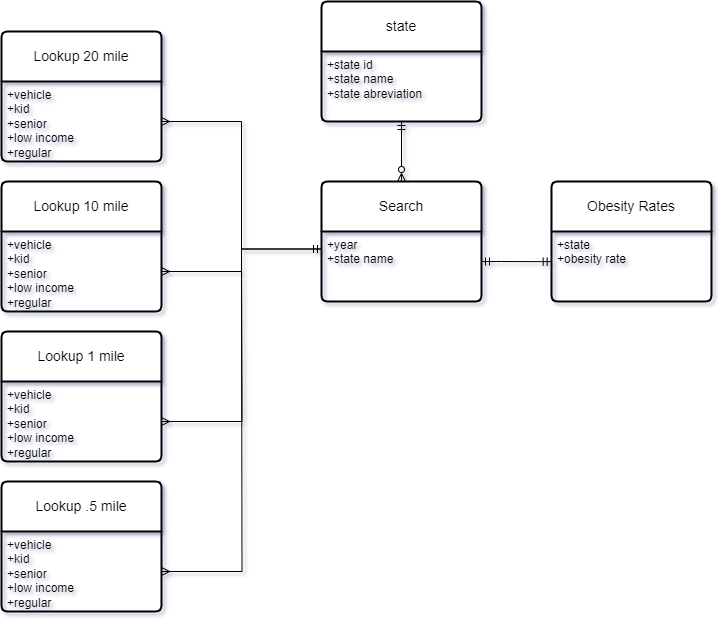 state
+state id
+state name
+state abreviation
Lookup 20 mile
+vehicle
+kid
+senior
+low income
+regular
Lookup 10 mile
+vehicle
+kid
+senior
+low income
+regular
Search
+year
+state name
Obesity Rates
+state
+obesity rate
Lookup 1 mile
+vehicle
+kid
+senior
+low income
+regular
Lookup .5 mile
+vehicle
+kid
+senior
+low income
+regular